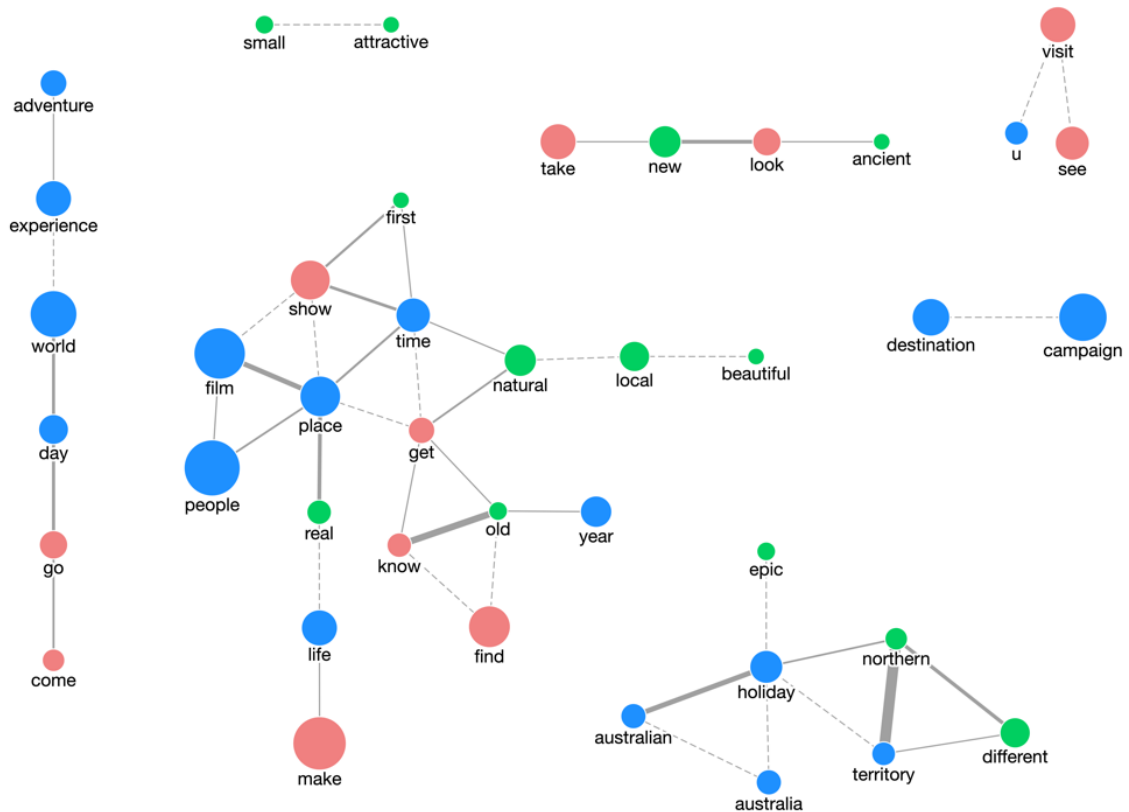 small
attractive
visit
adventure
take
new
look
ancient
u
see
experience
first
show
world
time
destination
campaign
film
natural
local
beautiful
place
day
get
people
real
old
year
know
go
epic
life
find
northern
come
holiday
australian
different
make
territory
australia